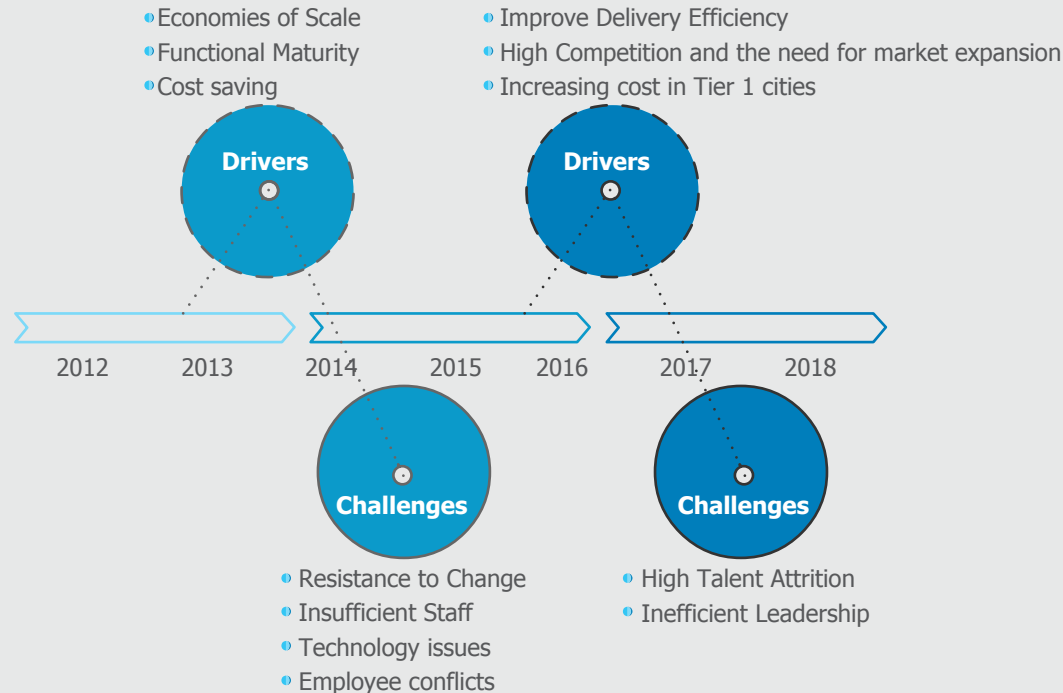 Economies of Scale
Functional Maturity
Cost saving
Improve Delivery Efficiency
High Competition and the need for market expansion
Increasing cost in Tier 1 cities
Drivers
Drivers
2012
2013
2014
2015
2016
2017
2018
Challenges
Challenges
Resistance to Change
Insufficient Staff
Technology issues
Employee conflicts
High Talent Attrition
Inefficient Leadership